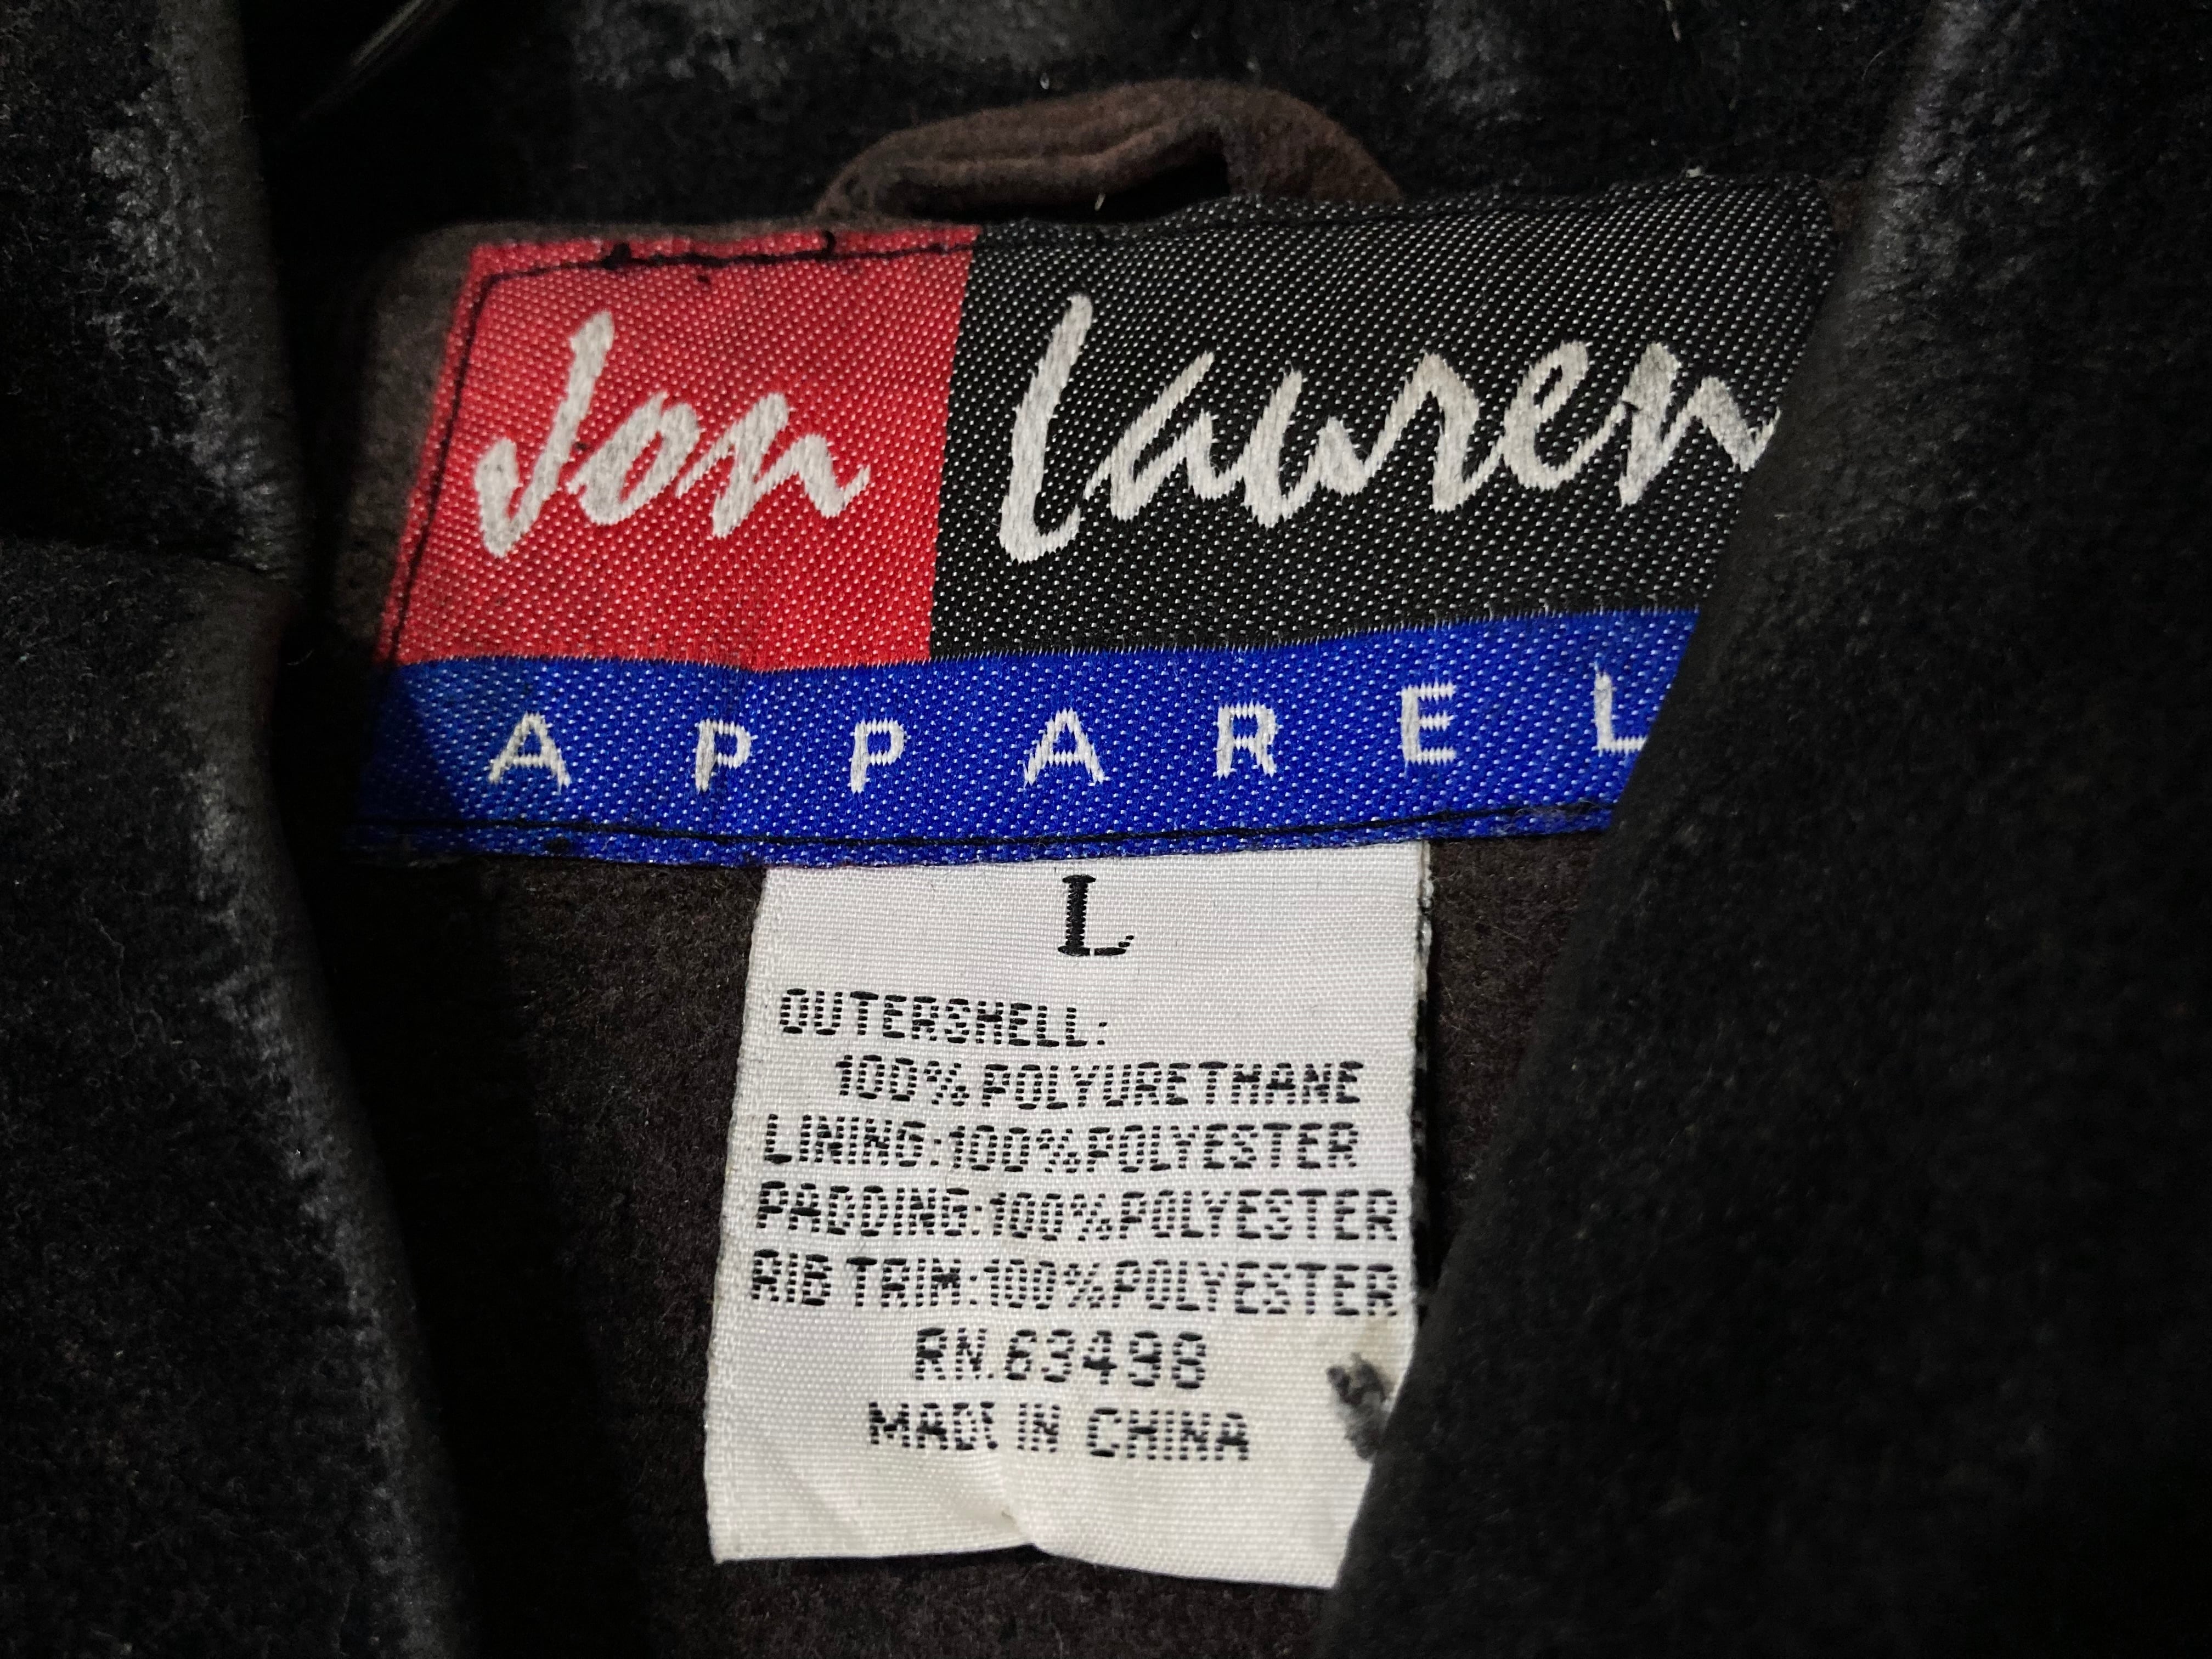 Jon Lauren
APPAREL
L
OUTERSHELL:
100% POLYURETHANE
LINING:100%POLYESTER
PADDING:100%POLYESTER
RIB TRIM:100%POLYESTER
RN.63498
MADE IN CHINA